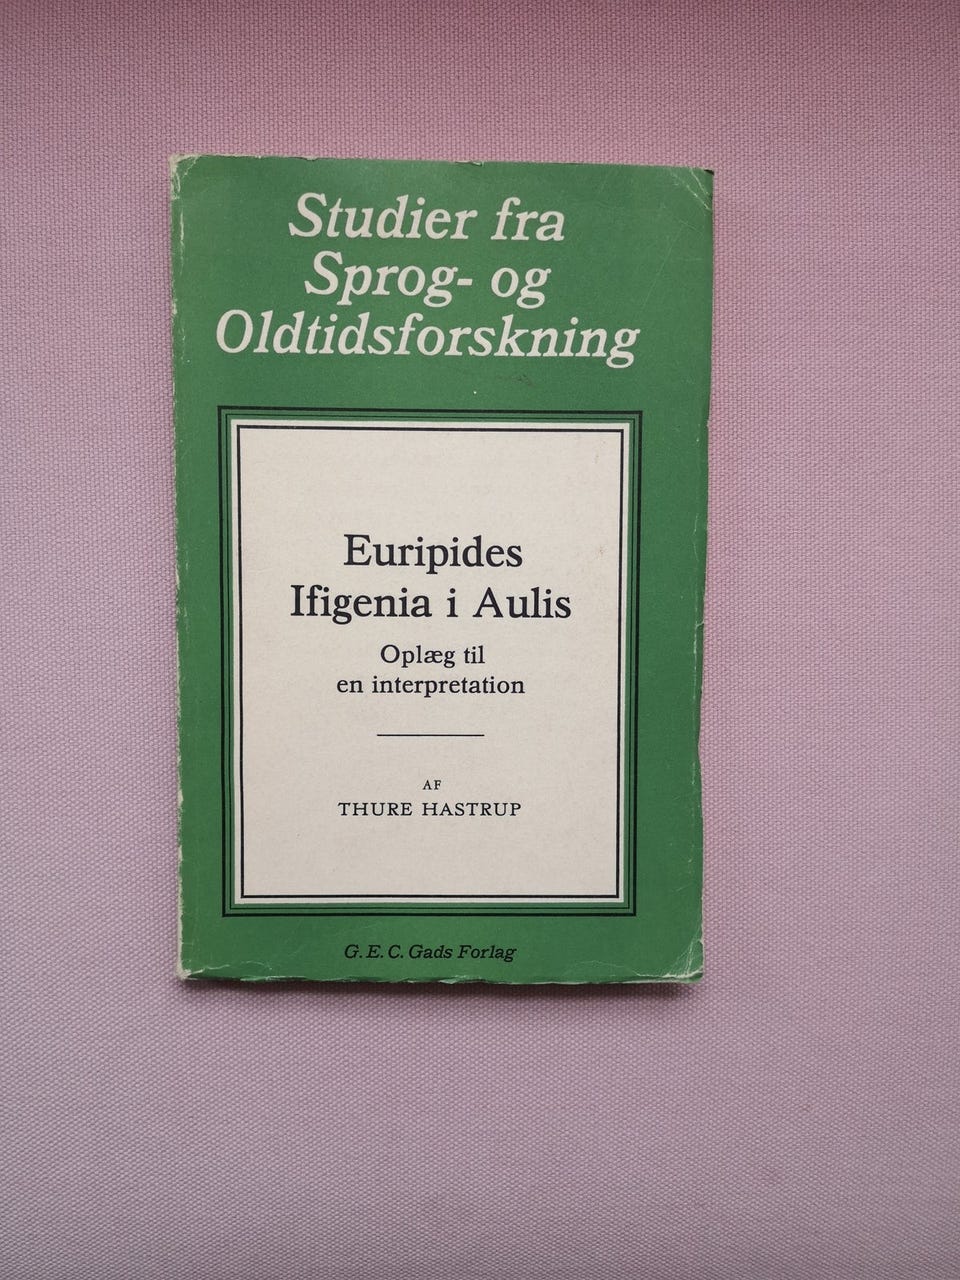 Studier fra
Sprog- og
Oldtidsforskning
Euripides
Ifigenia i Aulis
Oplæg til
en interpretation
AF
THURE HASTRUP
G. E. C. Gads Forlag